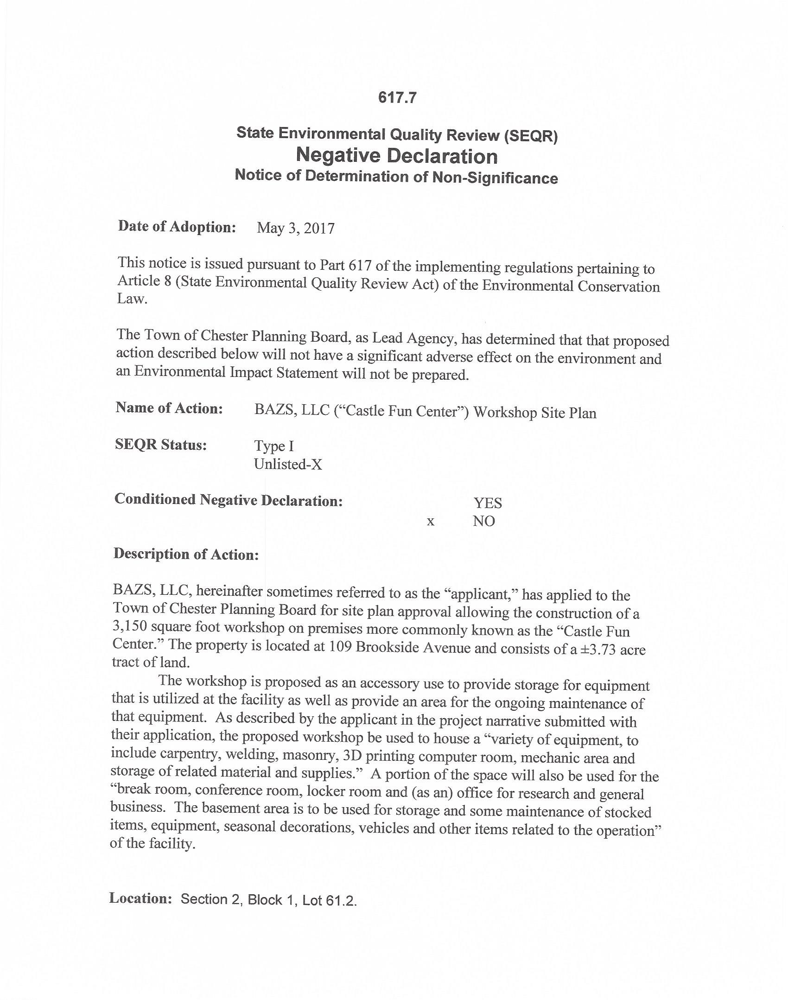 617.7
State Environmental Quality Review (SEQR)
Negative Declaration
Notice of Determination of Non-Significance
Date of Adoption: May 3, 2017
This notice is issued pursuant to Part 617 of the implementing regulations pertaining to
Article 8 (State Environmental Quality Review Act) of the Environmental Conservation
Law.
The Town of Chester Planning Board, as Lead Agency, has determined that that proposed
action described below will not have a significant adverse effect on the environment and
an Environmental Impact Statement will not be prepared.
Name of Action: BAZS, LLC (“Castle Fun Center”) Workshop Site Plan
SEQR Status: Type I
Unlisted-X
Conditioned Negative Declaration: YES
x NO
Description of Action:
BAZS, LLC, hereinafter sometimes referred to as the “applicant,” has applied to the
Town of Chester Planning Board for site plan approval allowing the construction of a
3,150 square foot workshop on premises more commonly known as the “Castle Fun
Center.” The property is located at 109 Brookside Avenue and consists of a ±3.73 acre
tract of land.
The workshop is proposed as an accessory use to provide storage for equipment
that is utilized at the facility as well as provide an area for the ongoing maintenance of
that equipment. As described by the applicant in the project narrative submitted with
their application, the proposed workshop be used to house a “variety of equipment, to
include carpentry, welding, masonry, 3D printing computer room, mechanic area and
storage of related material and supplies.” A portion of the space will also be used for the
“break room, conference room, locker room and (as an) office for research and general
business. The basement area is to be used for storage and some maintenance of stocked
items, equipment, seasonal decorations, vehicles and other items related to the operation”
of the facility.
Location: Section 2, Block 1, Lot 61.2.